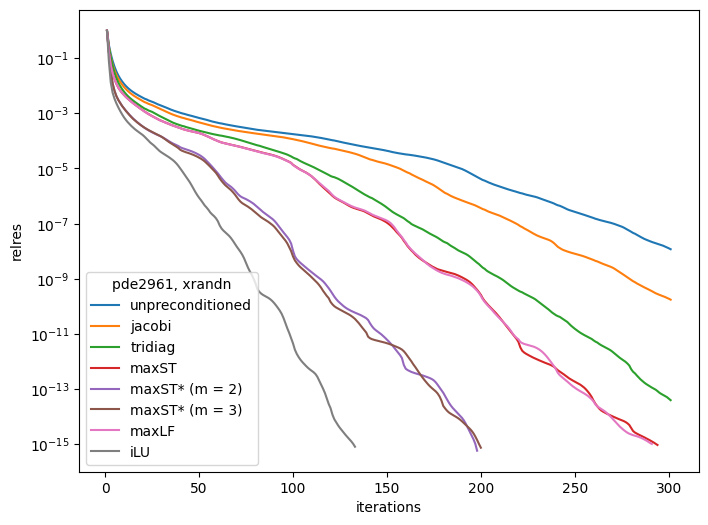 10⁻¹
10⁻³
10⁻⁵
10⁻⁷
10⁻⁹
10⁻¹¹
10⁻¹³
10⁻¹⁵
relres
pde2961, xrandn
unpreconditioned
jacobi
tridiag
maxST
maxST* (m = 2)
maxST* (m = 3)
maxLF
iLU
0 50 100 150 200 250 300
iterations